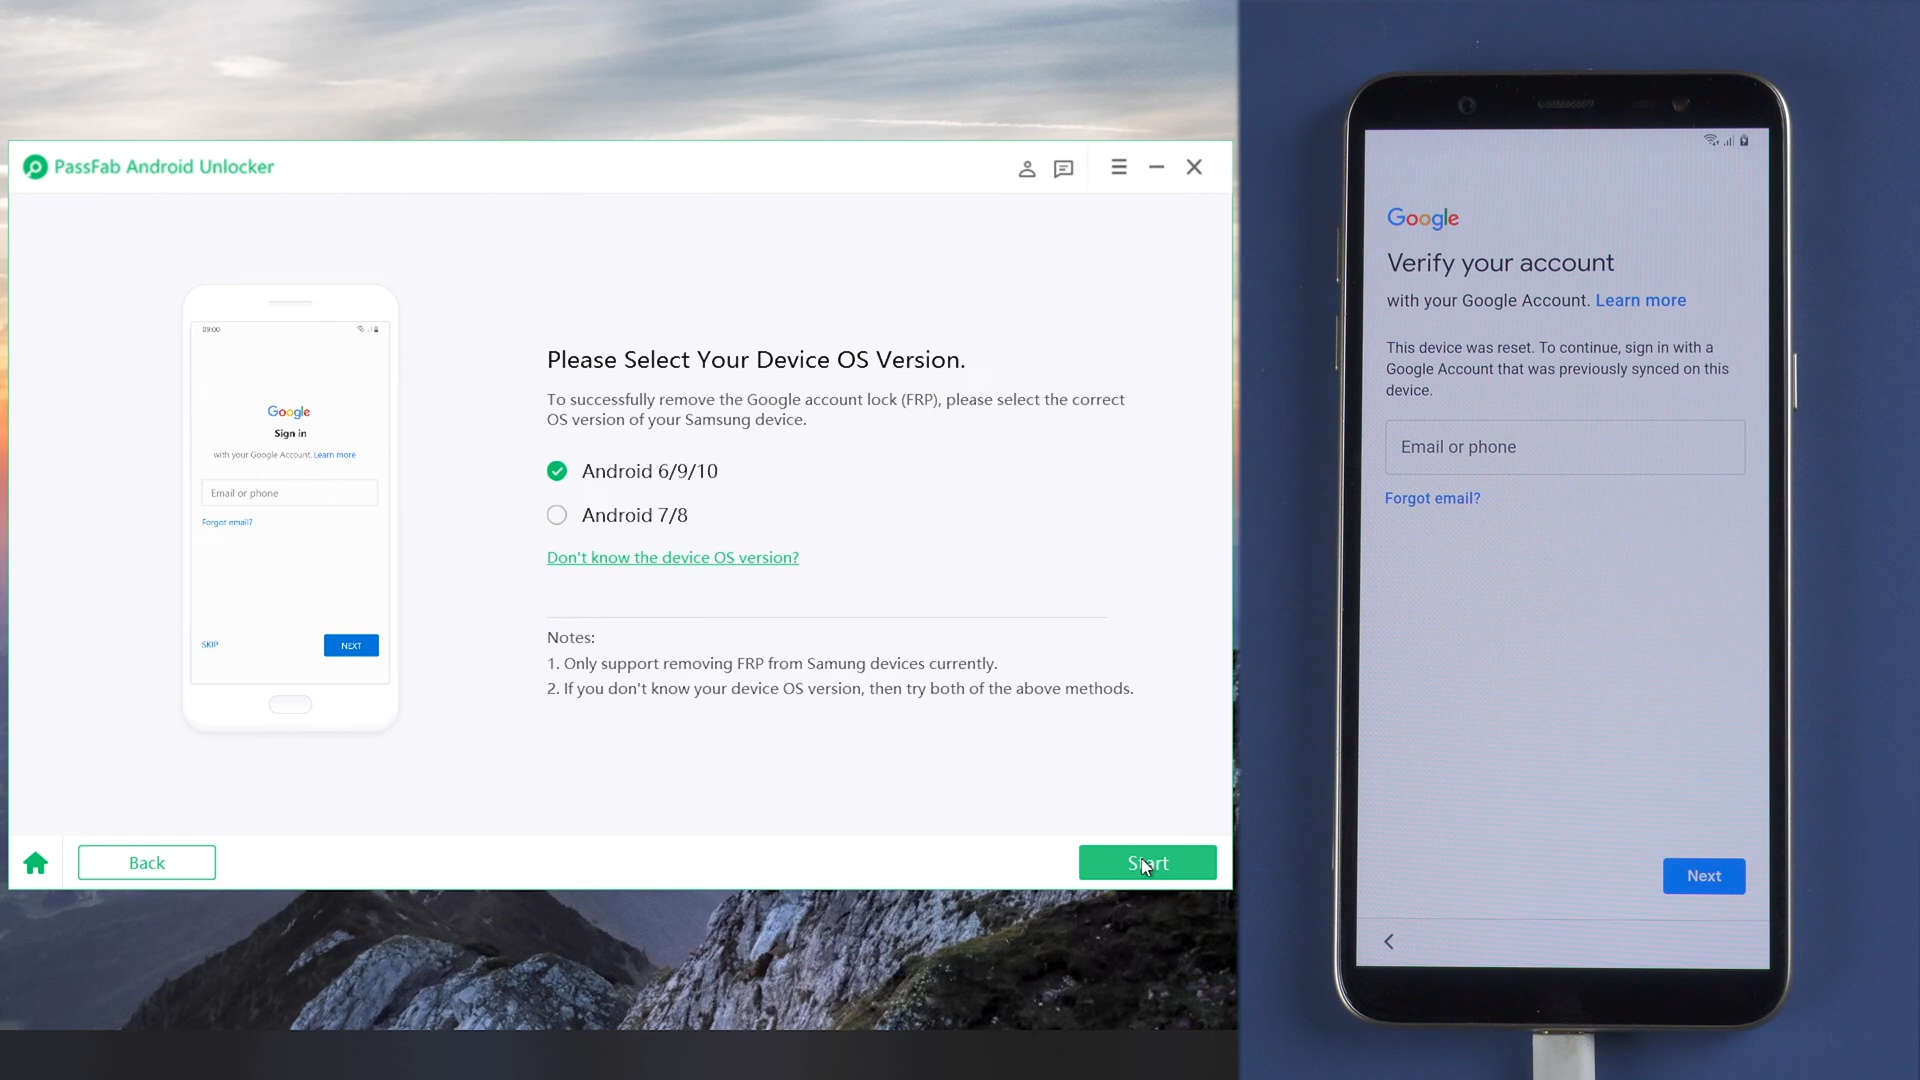 PassFab Android Unlocker
09:00
Google
Sign in
with your Google Account. Learn more
Email or phone
Forgot email?
SKIP
NEXT
Please Select Your Device OS Version.
To successfully remove the Google account lock (FRP), please select the correct
OS version of your Samsung device.
Android 6/9/10
Android 7/8
Don't know the device OS version?
Notes:
1. Only support removing FRP from Samung devices currently.
2. If you don't know your device OS version, then try both of the above methods.
Back
Start
Google
Verify your account
with your Google Account. Learn more
This device was reset. To continue, sign in with a
Google Account that was previously synced on this
device.
Email or phone
Forgot email?
Next